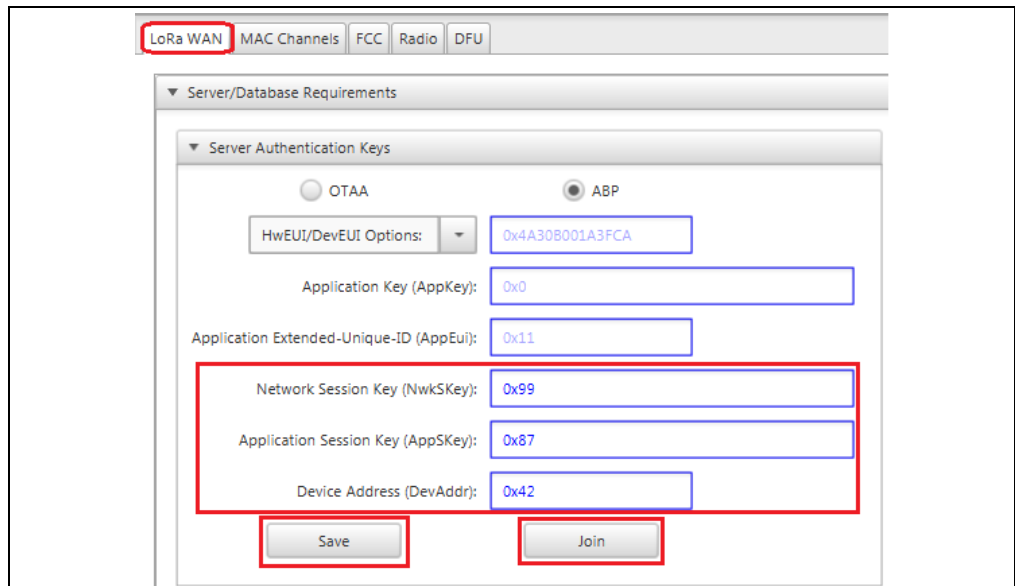 LoRa WAN MAC Channels FCC Radio DFU
Server/Database Requirements
Server Authentication Keys
OTAA ABP
HwEUI/DevEUI Options: 0x4A30B001A3FCA
Application Key (AppKey): 0x0
Application Extended-Unique-ID (AppEui): 0x11
Network Session Key (NwkSKey): 0x99
Application Session Key (AppSKey): 0x87
Device Address (DevAddr): 0x42
Save Join